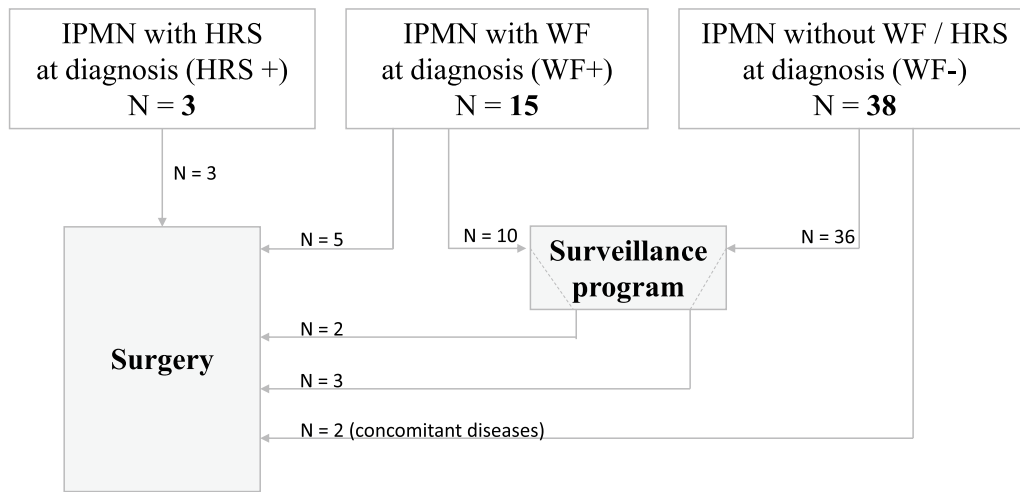 IPMN with HRS
at diagnosis (HRS +)
N = 3
IPMN with WF
at diagnosis (WF+)
N = 15
IPMN without WF / HRS
at diagnosis (WF-)
N = 38
N = 3
N = 5
N = 10
N = 36
Surveillance
program
N = 2
Surgery
N = 3
N = 2 (concomitant diseases)